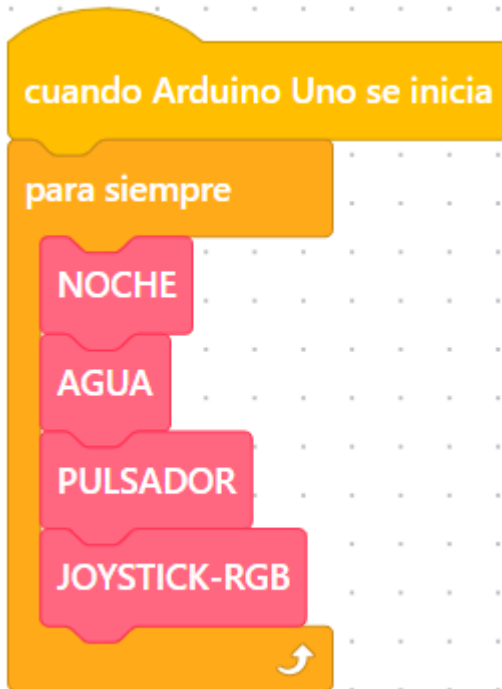 cuando Arduino Uno se inicia
para siempre
NOCHE
AGUA
PULSADOR
JOYSTICK-RGB